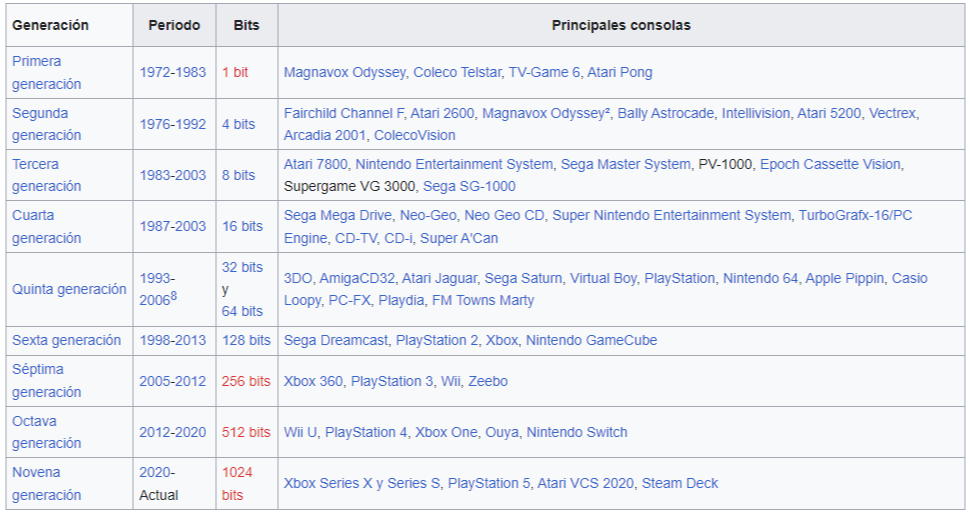 Generación Periodo Bits Principales consolas
Primera generación 1972-1983 1 bit Magnavox Odyssey, Coleco Telstar, TV-Game 6, Atari Pong
Segunda generación 1976-1992 4 bits Fairchild Channel F, Atari 2600, Magnavox Odyssey², Bally Astrocade, Intellivision, Atari 5200, Vectrex,
Arcadia 2001, ColecoVision
Tercera generación 1983-2003 8 bits Atari 7800, Nintendo Entertainment System, Sega Master System, PV-1000, Epoch Cassette Vision,
Supergame VG 3000, Sega SG-1000
Cuarta generación 1987-2003 16 bits Sega Mega Drive, Neo-Geo, Neo Geo CD, Super Nintendo Entertainment System, TurboGrafx-16/PC
Engine, CD-TV, CD-i, Super A'Can
Quinta generación 1993-2006⁸ 32 bits y 64 bits 3DO, AmigaCD32, Atari Jaguar, Sega Saturn, Virtual Boy, PlayStation, Nintendo 64, Apple Pippin, Casio
Loopy, PC-FX, Playdia, FM Towns Marty
Sexta generación 1998-2013 128 bits Sega Dreamcast, PlayStation 2, Xbox, Nintendo GameCube
Séptima generación 2005-2012 256 bits Xbox 360, PlayStation 3, Wii, Zeebo
Octava generación 2012-2020 512 bits Wii U, PlayStation 4, Xbox One, Ouya, Nintendo Switch
Novena generación 2020-Actual 1024 bits Xbox Series X y Series S, PlayStation 5, Atari VCS 2020, Steam Deck